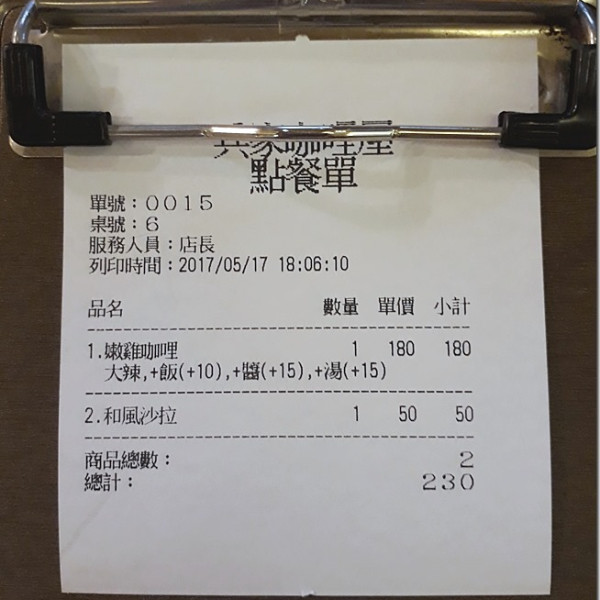 咖哩屋
點餐單
單號：0015
桌號：6
服務人員：店長
列印時間：2017/05/17 18:06:10
品名 數量 單價 小計
1.嫩雞咖哩 1 180 180
大辣,+飯(+10),+醬(+15),+湯(+15)
2.和風沙拉 1 50 50
商品總數： 2
總計： 230